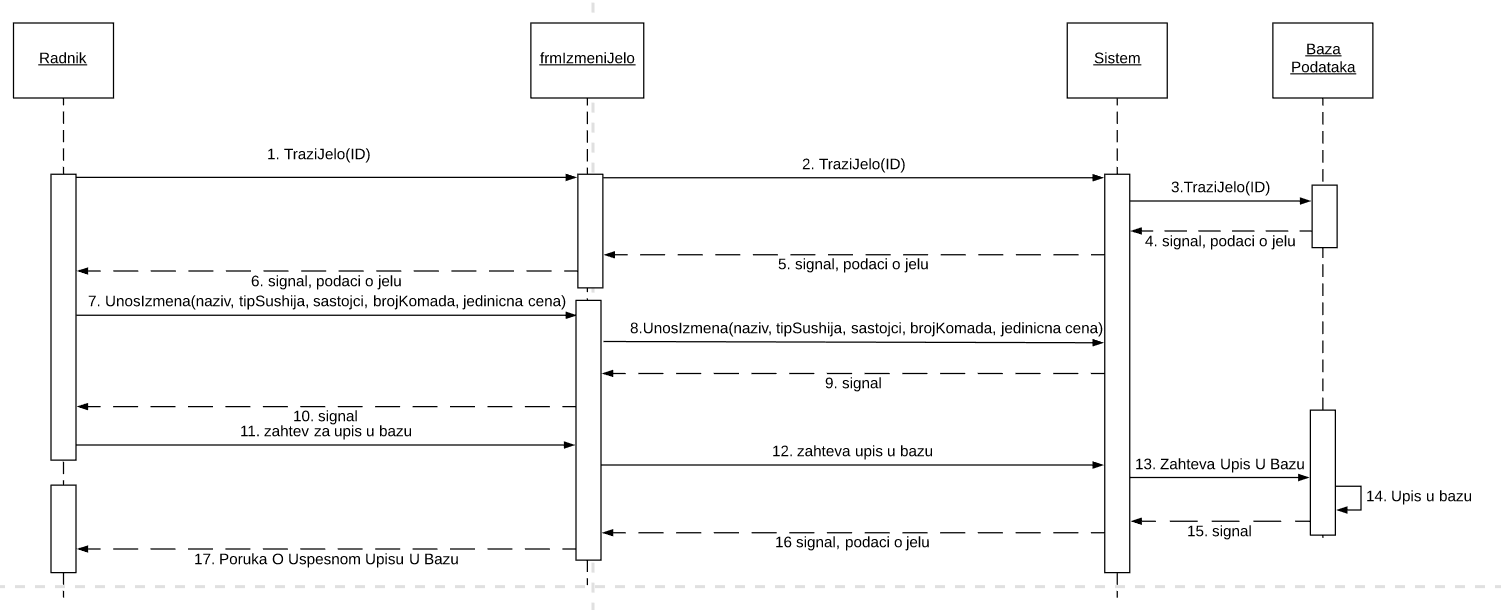 Radnik
frmIzmeniJelo
Sistem
Baza
Podataka
1. TraziJelo(ID)
2. TraziJelo(ID)
3.TraziJelo(ID)
4. signal, podaci o jelu
5. signal, podaci o jelu
6. signal, podaci o jelu
7. UnosIzmena(naziv, tipSushija, sastojci, brojKomada, jedinicna cena)
8.UnosIzmena(naziv, tipSushija, sastojci, brojKomada, jedinicna cena)
9. signal
10. signal
11. zahtev za upis u bazu
12. zahteva upis u bazu
13. Zahteva Upis U Bazu
14. Upis u bazu
15. signal
16 signal, podaci o jelu
17. Poruka O Uspesnom Upisu U Bazu